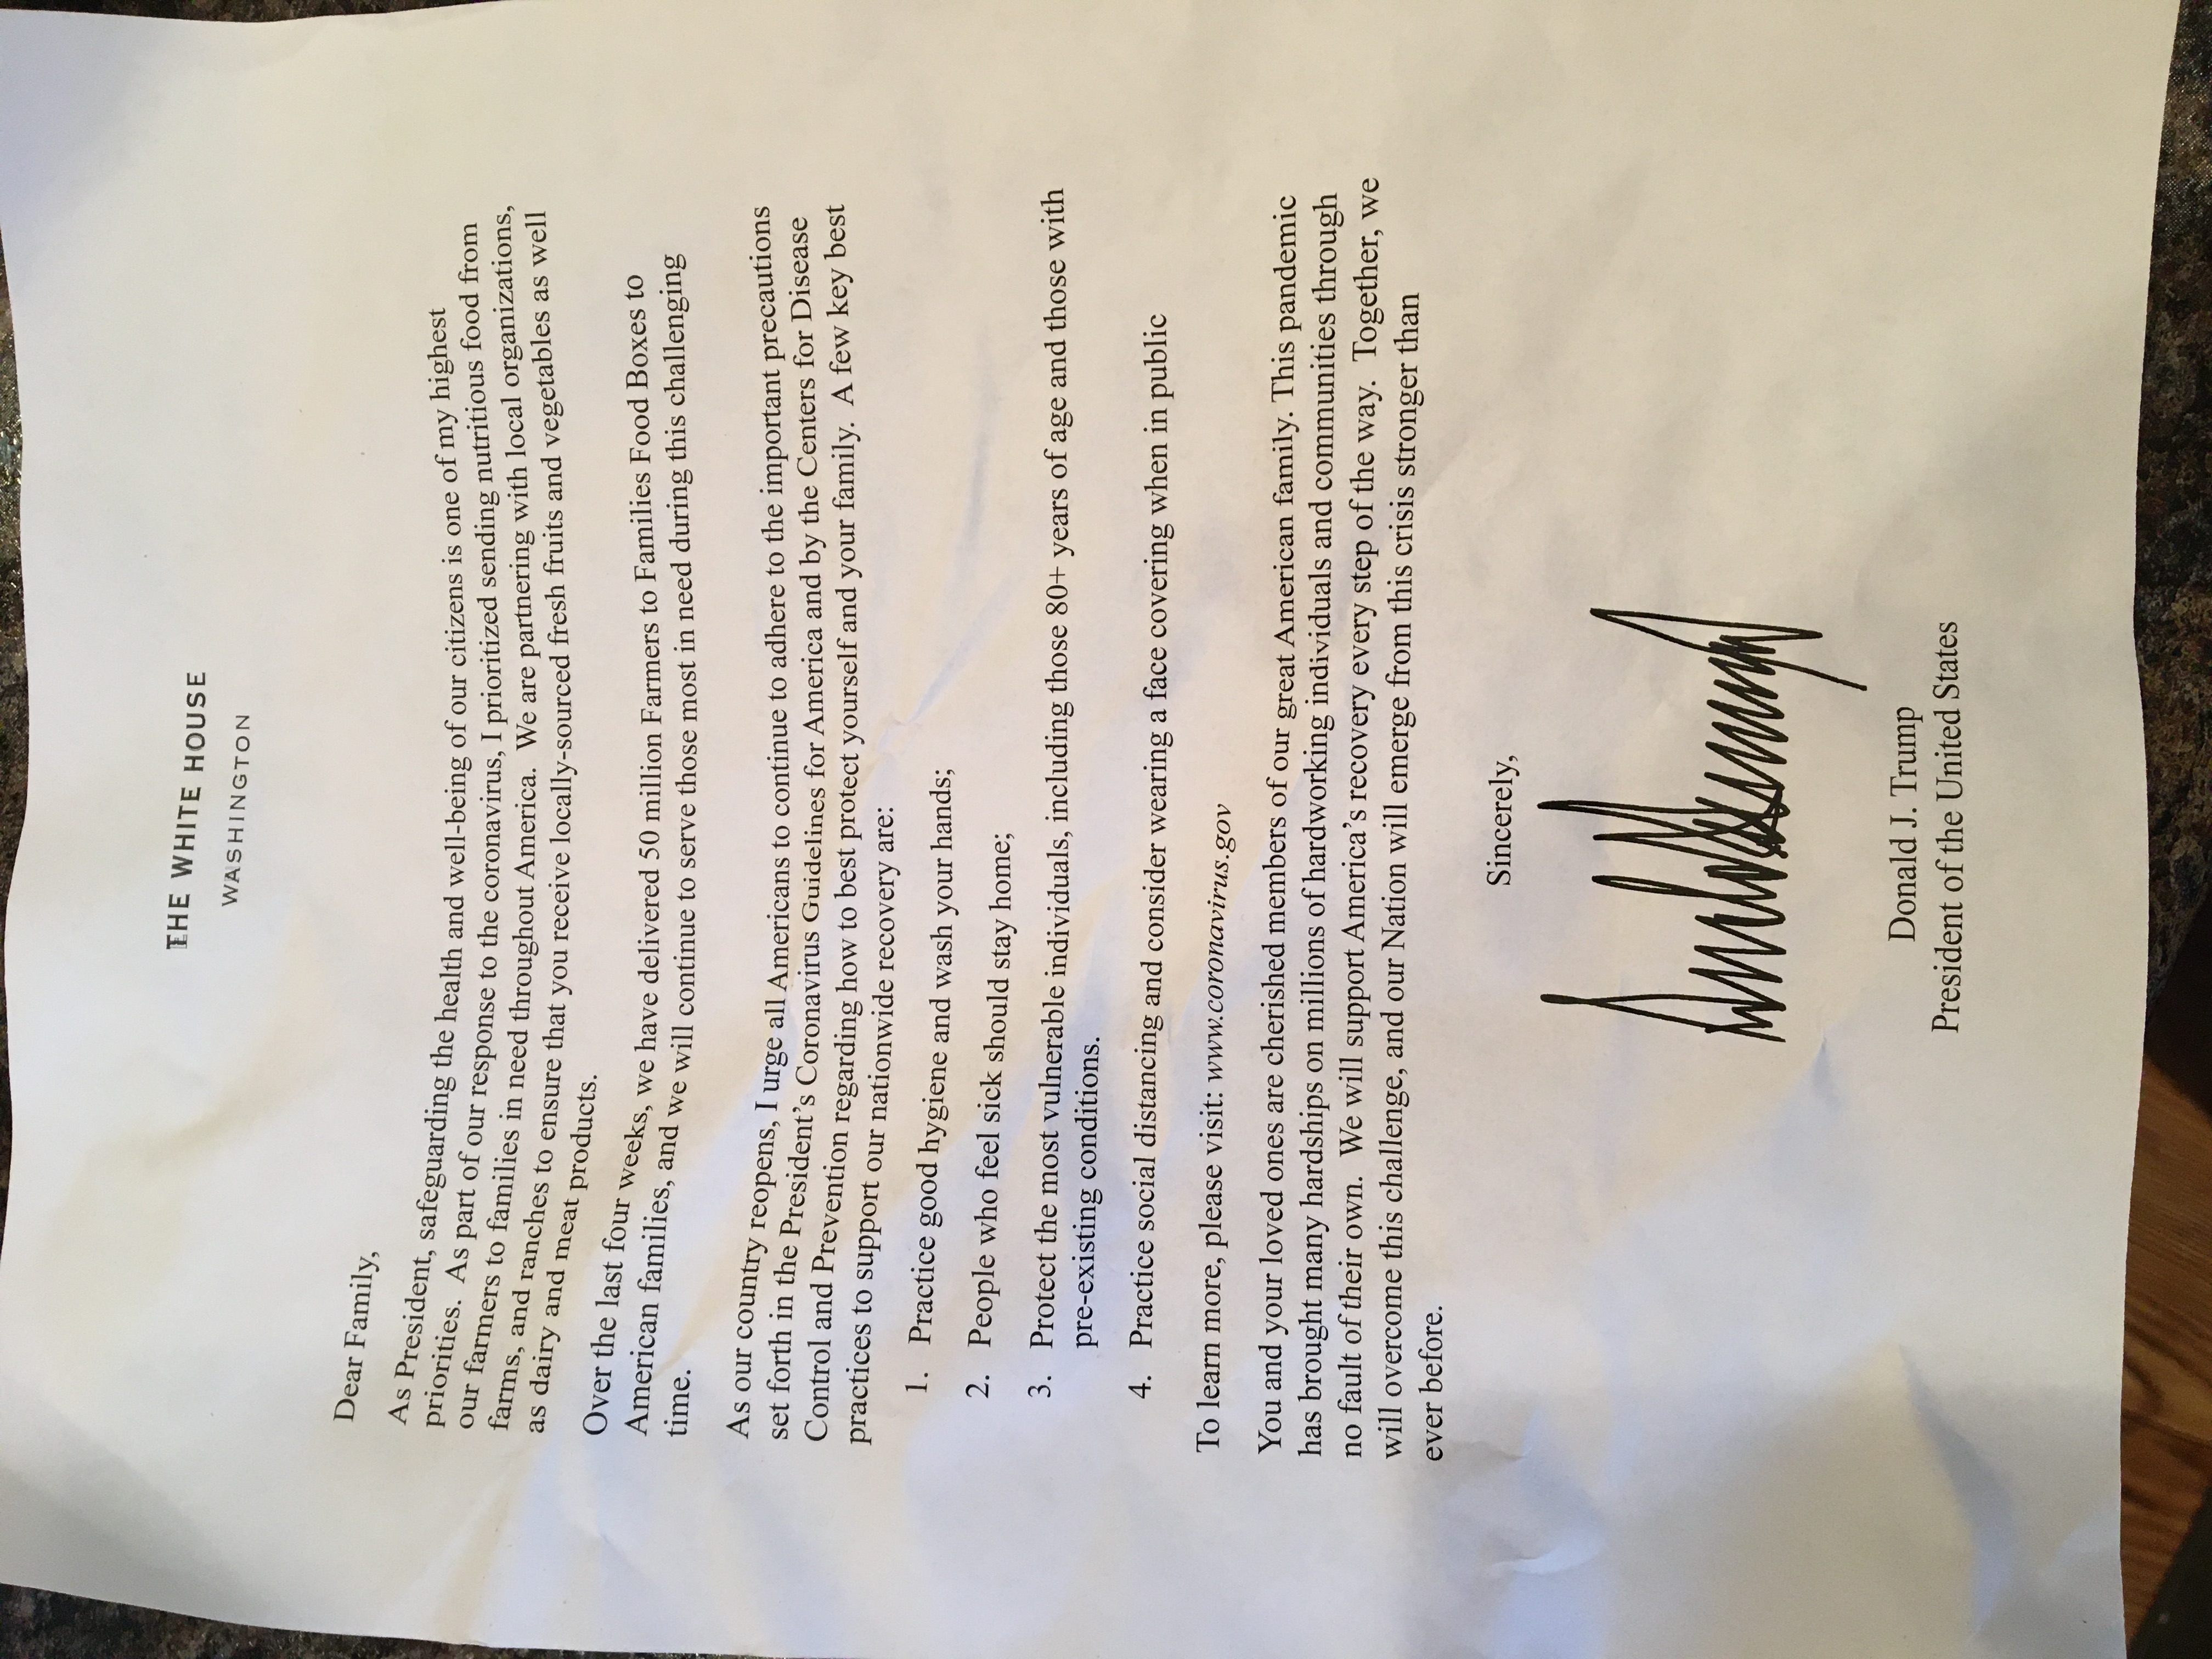 THE WHITE HOUSE
WASHINGTON
Dear Family,
As President, safeguarding the health and well-being of our citizens is one of my highest
priorities.  As part of our response to the coronavirus, I prioritized sending nutritious food from
our farmers to families in need throughout America.  We are partnering with local organizations,
farms, and ranches to ensure that you receive locally-sourced fresh fruits and vegetables as well
as dairy and meat products.
Over the last four weeks, we have delivered 50 million Farmers to Families Food Boxes to
American families, and we will continue to serve those most in need during this challenging
time.
As our country reopens, I urge all Americans to continue to adhere to the important precautions
set forth in the President's Coronavirus Guidelines for America and by the Centers for Disease
Control and Prevention regarding how to best protect yourself and your family.  A few key best
practices to support our nationwide recovery are:
1. Practice good hygiene and wash your hands;
2. People who feel sick should stay home;
3. Protect the most vulnerable individuals, including those 80+ years of age and those with
pre-existing conditions.
4. Practice social distancing and consider wearing a face covering when in public
To learn more, please visit: www.coronavirus.gov
You and your loved ones are cherished members of our great American family. This pandemic
has brought many hardships on millions of hardworking individuals and communities through
no fault of their own.  We will support America's recovery every step of the way.  Together, we
will overcome this challenge, and our Nation will emerge from this crisis stronger than
ever before.
Sincerely,
Donald J. Trump
President of the United States